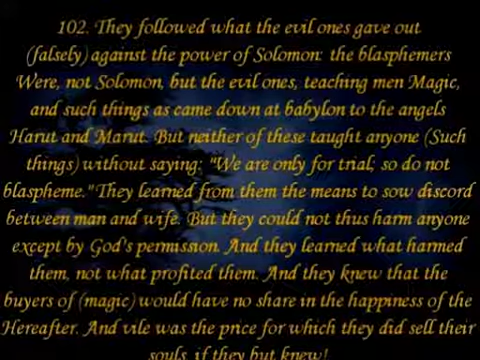 102. They followed what the evil ones gave out
(falsely) against the power of Solomon: the blasphemers
Were, not Solomon, but the evil ones, teaching men Magic,
and such things as came down at babylon to the angels
Harut and Marut. But neither of these taught anyone (Such
things) without saying: "We are only for trial; so do not
blaspheme." They learned from them the means to sow discord
between man and wife. But they could not thus harm anyone
except by God's permission. And they learned what harmed
them, not what profited them. And they knew that the
buyers of (magic) would have no share in the happiness of the
Hereafter. And vile was the price for which they did sell their
souls, if they but knew!